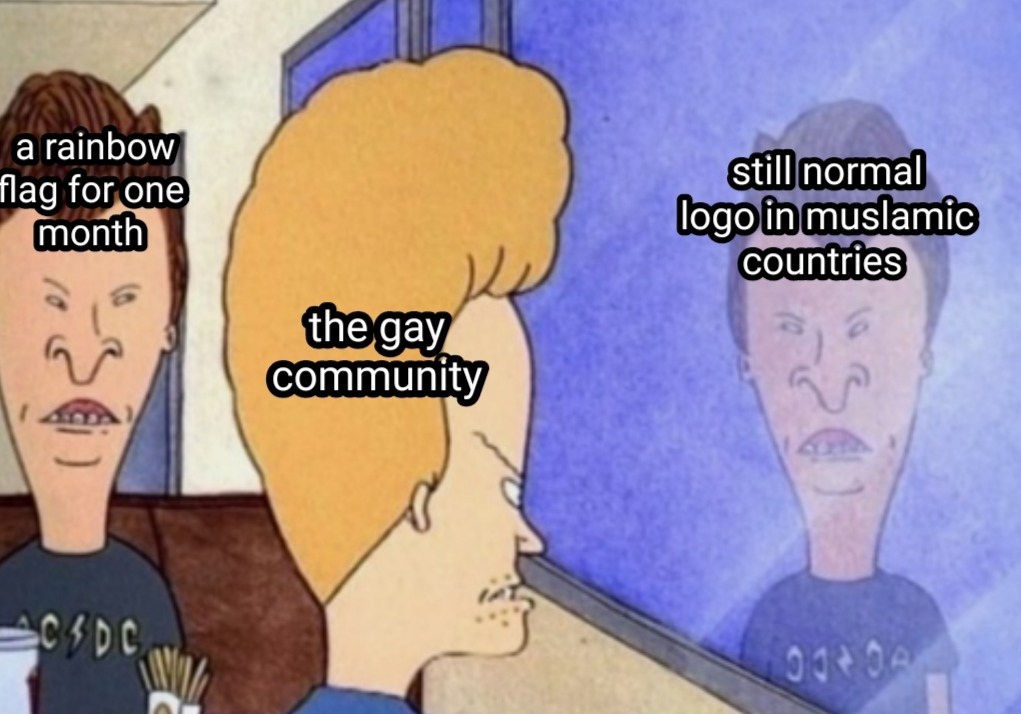 a rainbow
flag for one
month
the gay
community
still normal
logo in muslamic
countries
AC⚡DC